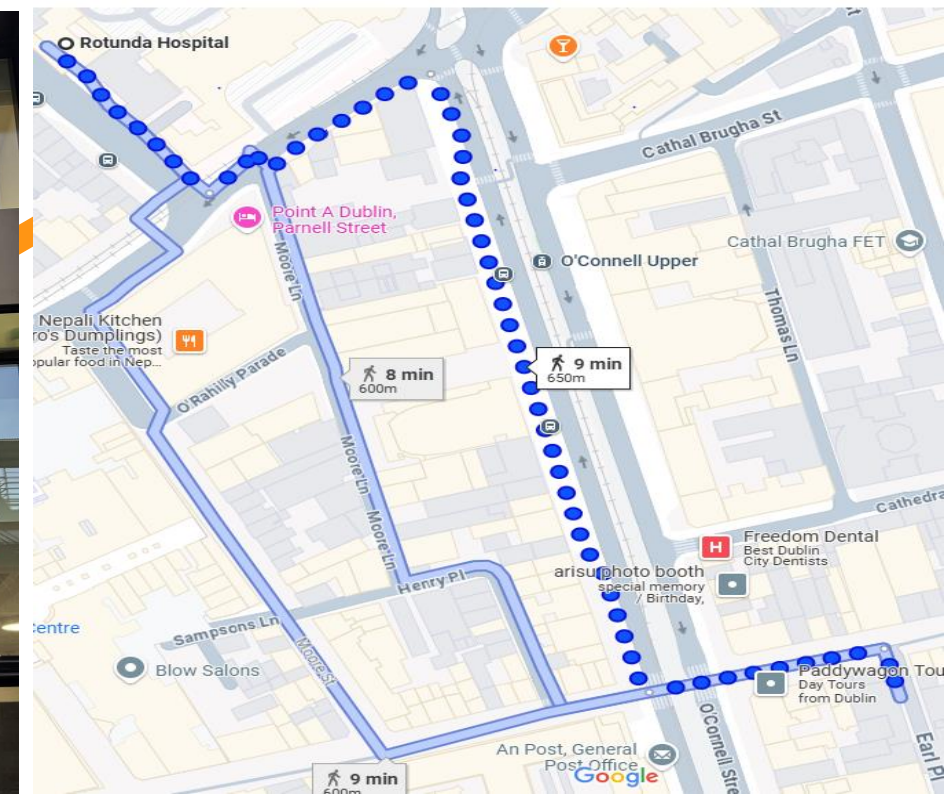 Rotunda Hospital
Cathal Brugha St
Point A Dublin,
Parnell Street
Moore Ln
Cathal Brugha FET
O'Connell Upper
Thomas Ln
Nepali Kitchen
ro's Dumplings)
Taste the most
opular food in Nep...
O'Rahilly Parade
8 min
600m
9 min
650m
Moore Ln
Moore Ln
Cathedra
Freedom Dental
Best Dublin
City Dentists
arisu photo booth
special memory
/ Birthday,
Henry Pl
Sampsons Ln
Centre
Moore St
Blow Salons
Paddywagon Tou
Day Tours
from Dublin
O'Connell Stre
Earl Pl
An Post, General
Post Office
Google
9 min
600m